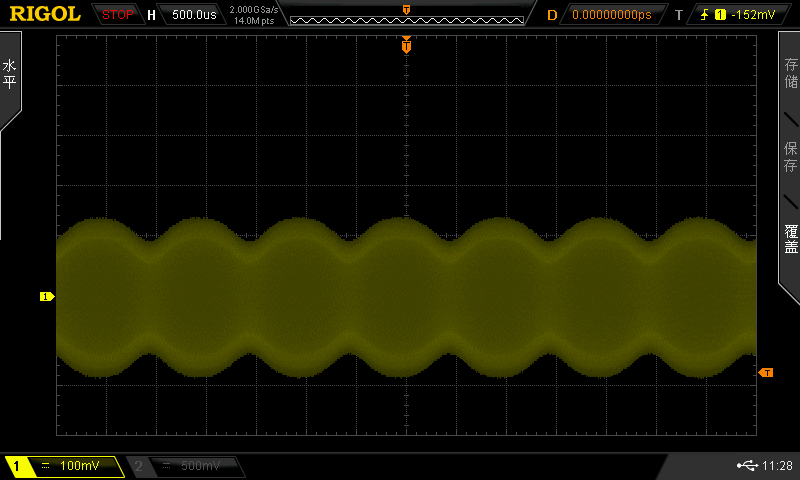 RIGOL STOP H 500.0us 2.000GSa/s D 0.00000000ps T 1 -152mV
14.0M pts
T
T
水平
存储
保存
覆盖
1
T
1 100mV 2 500mV 11:28